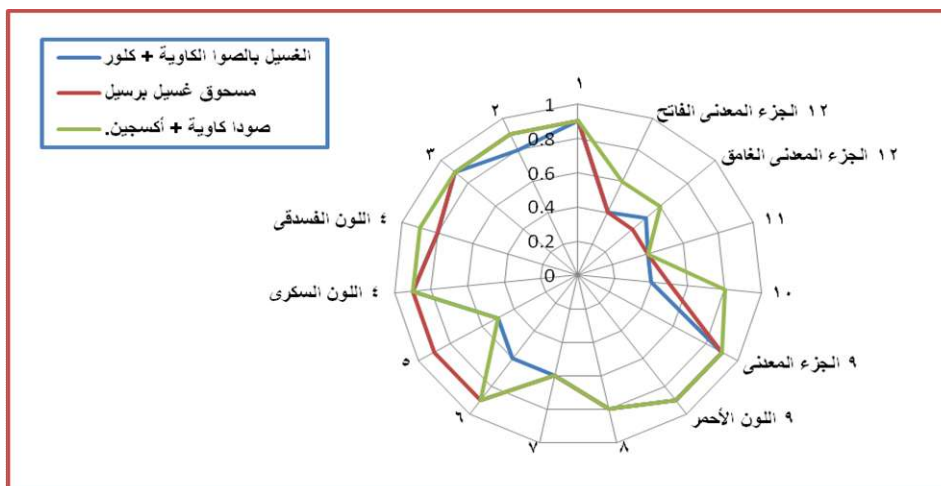 الغسيل بالصوا الكاوية + كلور
مسحوق غسيل برسيل
صودا كاوية + أكسجين.
١
١٢ الجزء المعدنى الفاتح
١٢ الجزء المعدنى الغامق
١١
١٠
٩ الجزء المعدنى
٩ اللون الأحمر
٨
٧
٦
٥
٤ اللون السكرى
٤ اللون الفسدقى
٣
٢
1
0.8
0.6
0.4
0.2
0